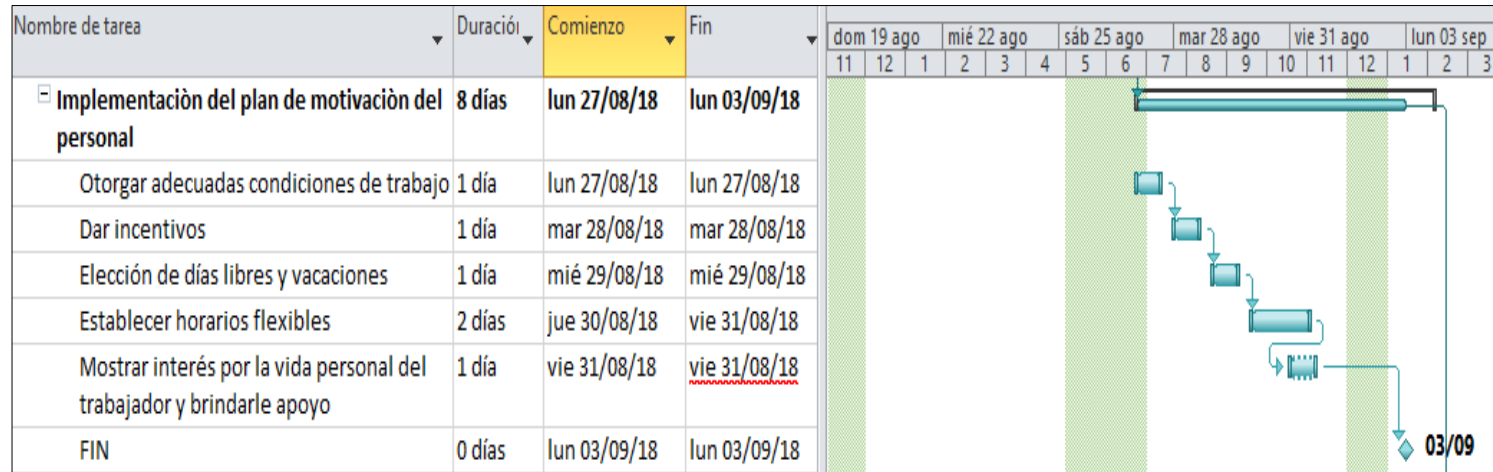 Nombre de tarea Duración Comienzo Fin
dom 19 ago mié 22 ago sáb 25 ago mar 28 ago vie 31 ago lun 03 sep
11 12 1 2 3 4 5 6 7 8 9 10 11 12 1 2 3
Implementaciòn del plan de motivaciòn del 8 días lun 27/08/18 lun 03/09/18
personal
Otorgar adecuadas condiciones de trabajo 1 día lun 27/08/18 lun 27/08/18
Dar incentivos 1 día mar 28/08/18 mar 28/08/18
Elección de días libres y vacaciones 1 día mié 29/08/18 mié 29/08/18
Establecer horarios flexibles 2 días jue 30/08/18 vie 31/08/18
Mostrar interés por la vida personal del 1 día vie 31/08/18 vie 31/08/18
trabajador y brindarle apoyo
FIN 0 días lun 03/09/18 lun 03/09/18 03/09